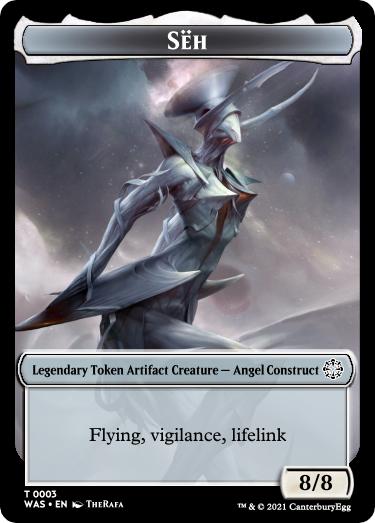 Sëh
Legendary Token Artifact Creature — Angel Construct
Flying, vigilance, lifelink
8/8
T 0003
WAS • EN TheRafa
™ & © 2021 CanterburyEgg